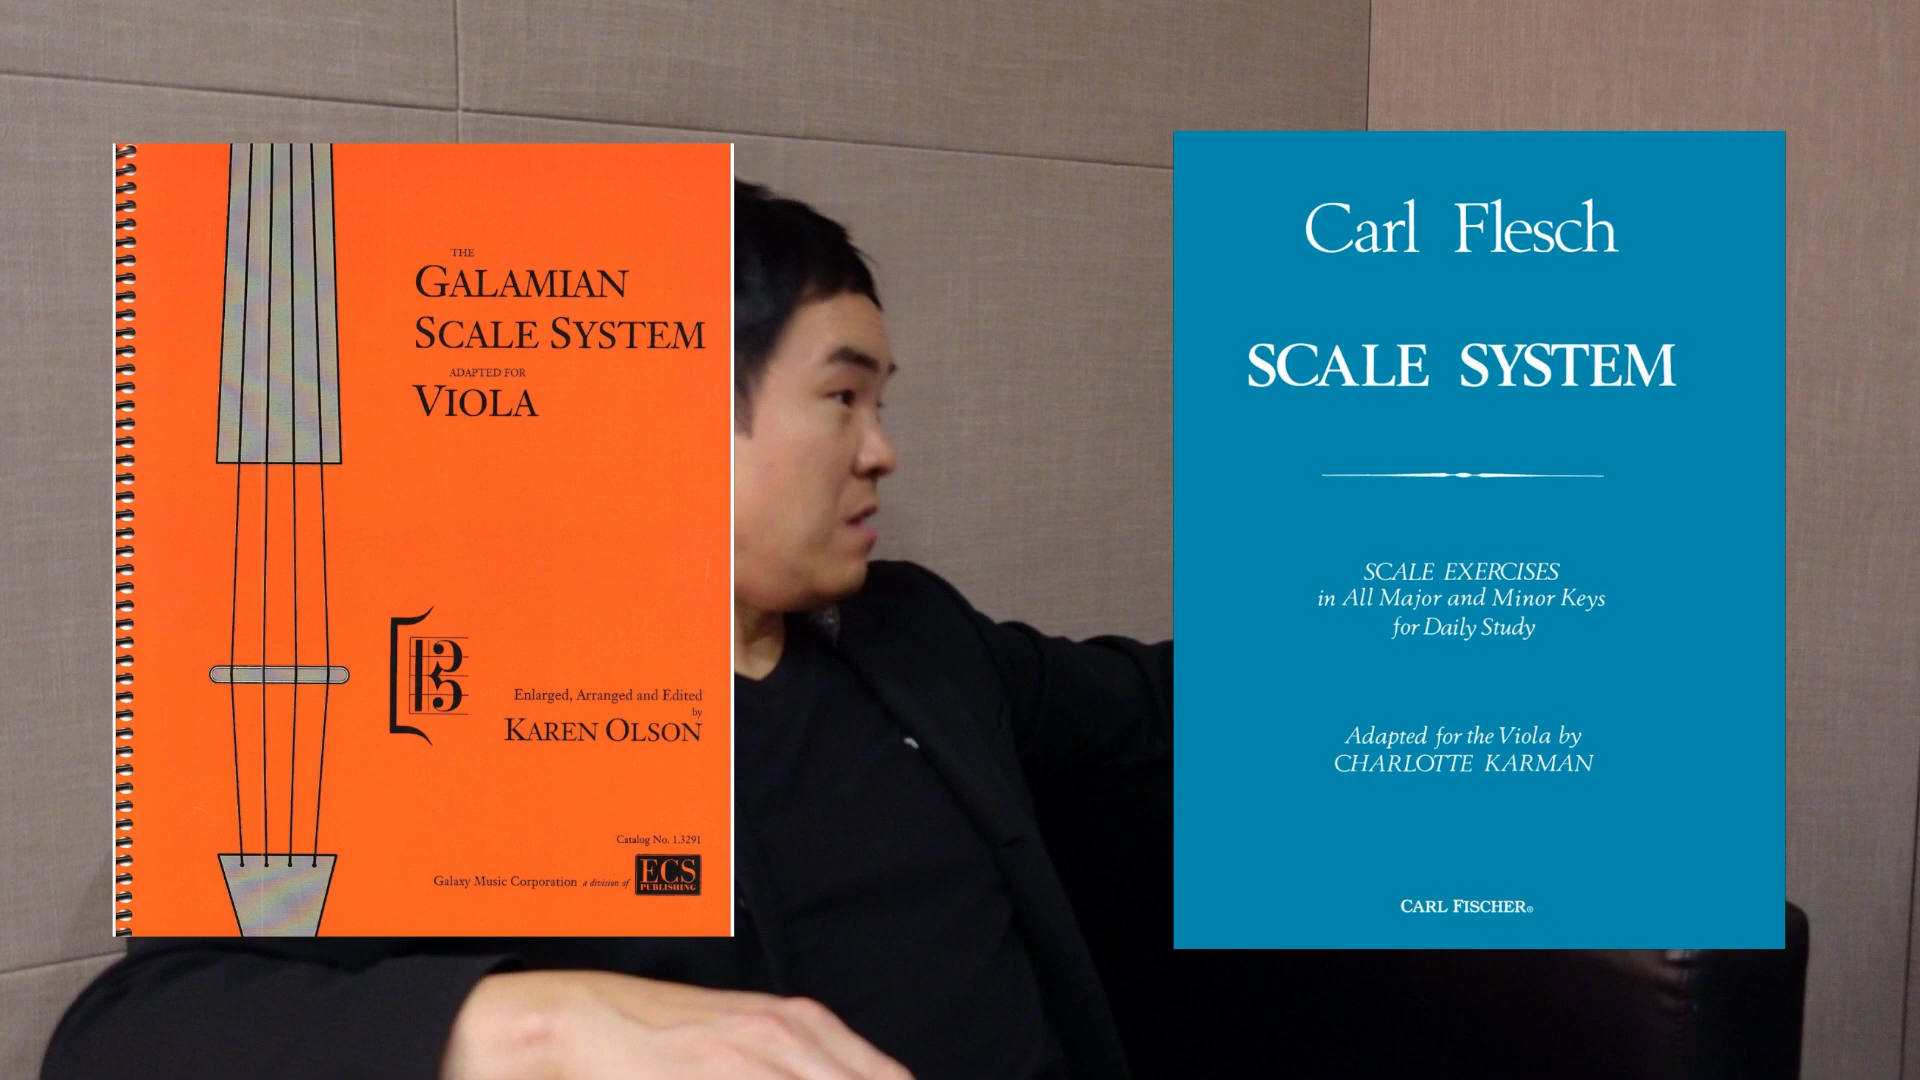 THE
GALAMIAN
SCALE SYSTEM
ADAPTED FOR
VIOLA
Enlarged, Arranged and Edited
by
KAREN OLSON
Catalog No. 1.3291
Galaxy Music Corporation a division of
ECS
PUBLISHING
Carl Flesch
SCALE SYSTEM
SCALE EXERCISES
in All Major and Minor Keys
for Daily Study
Adapted for the Viola by
CHARLOTTE KARMAN
CARL FISCHER®